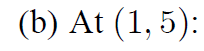 (b) At (1, 5):